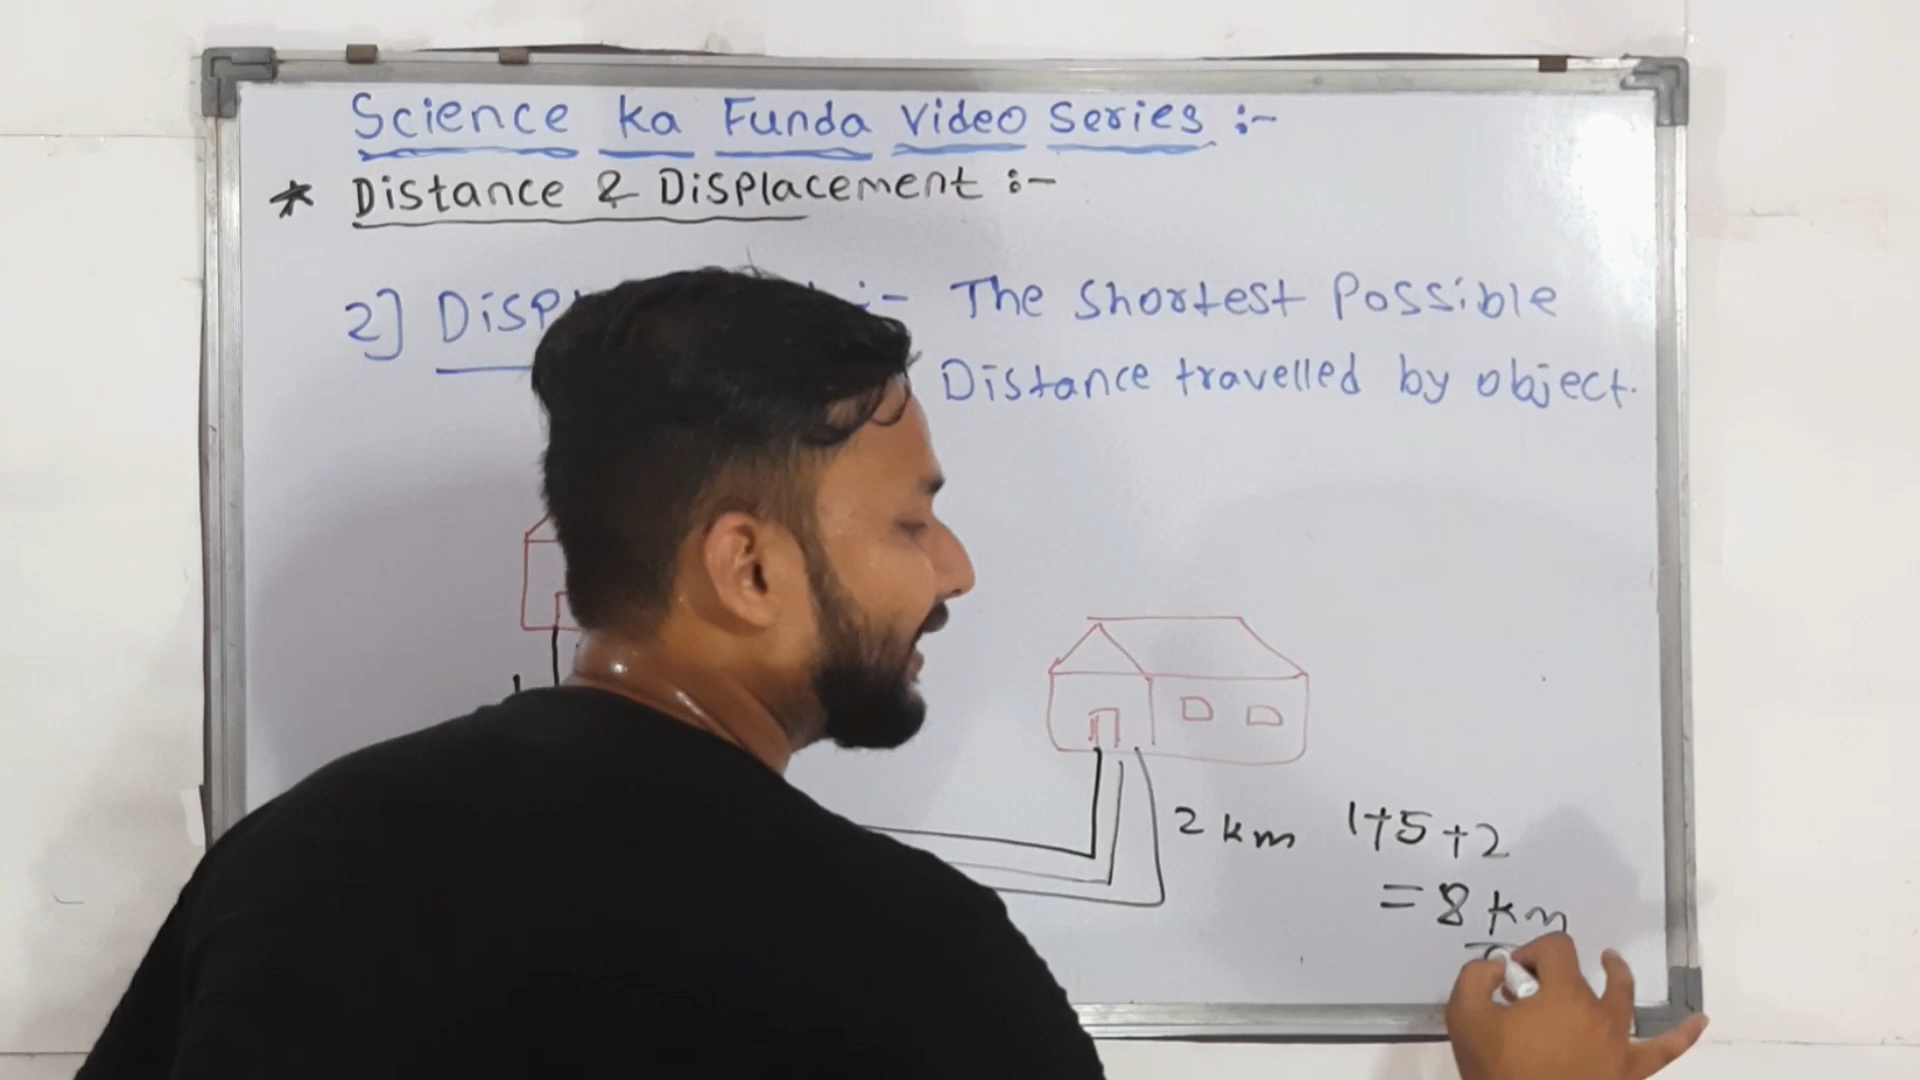 Science ka Funda Video Series :-
* Distance & Displacement :-
2] :- The Shortest Possible
Distance travelled by object.
2 km
1+5+2
= 8 km